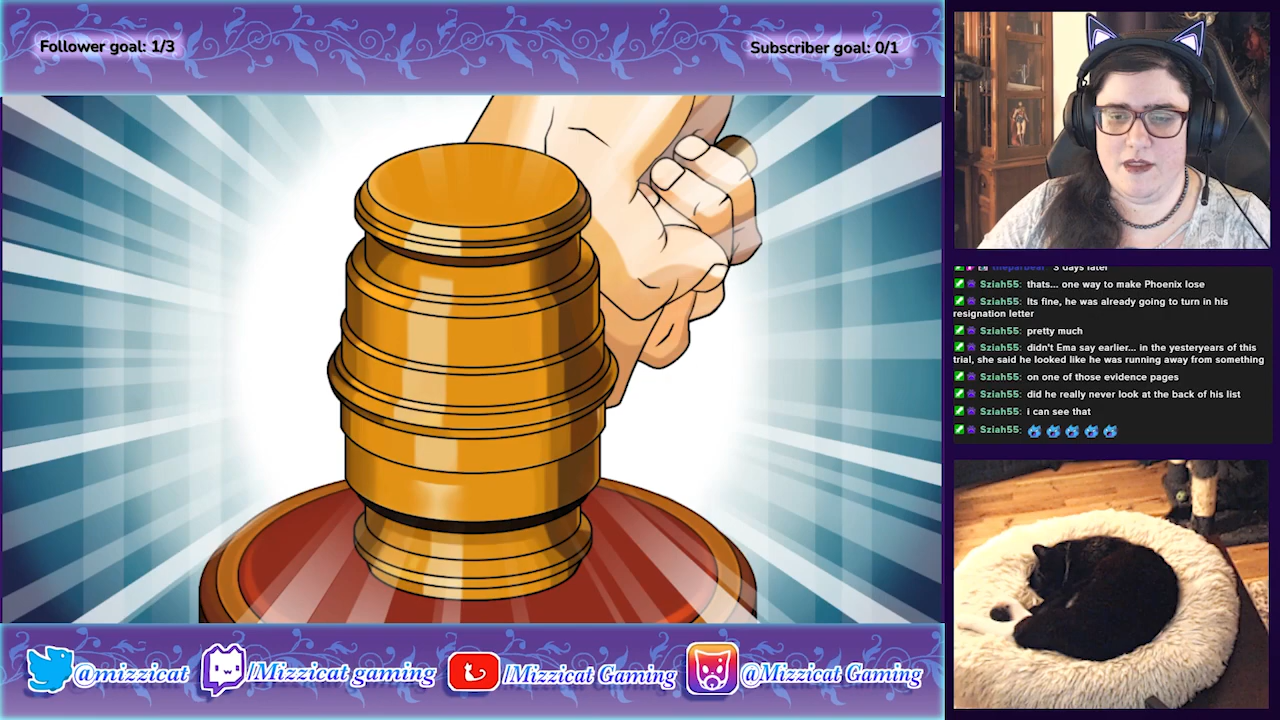 Follower goal: 1/3
Subscriber goal: 0/1
3 days later
Sziah55: thats... one way to make Phoenix lose
Sziah55: Its fine, he was already going to turn in his
resignation letter
Sziah55: pretty much
Sziah55: didn't Ema say earlier... in the yesteryears of this
trial, she said he looked like he was running away from something
Sziah55: on one of those evidence pages
Sziah55: did he really never look at the back of his list
Sziah55: i can see that
Sziah55:
@mizzicat
/Mizzicat gaming
/Mizzicat Gaming
@Mizzicat Gaming